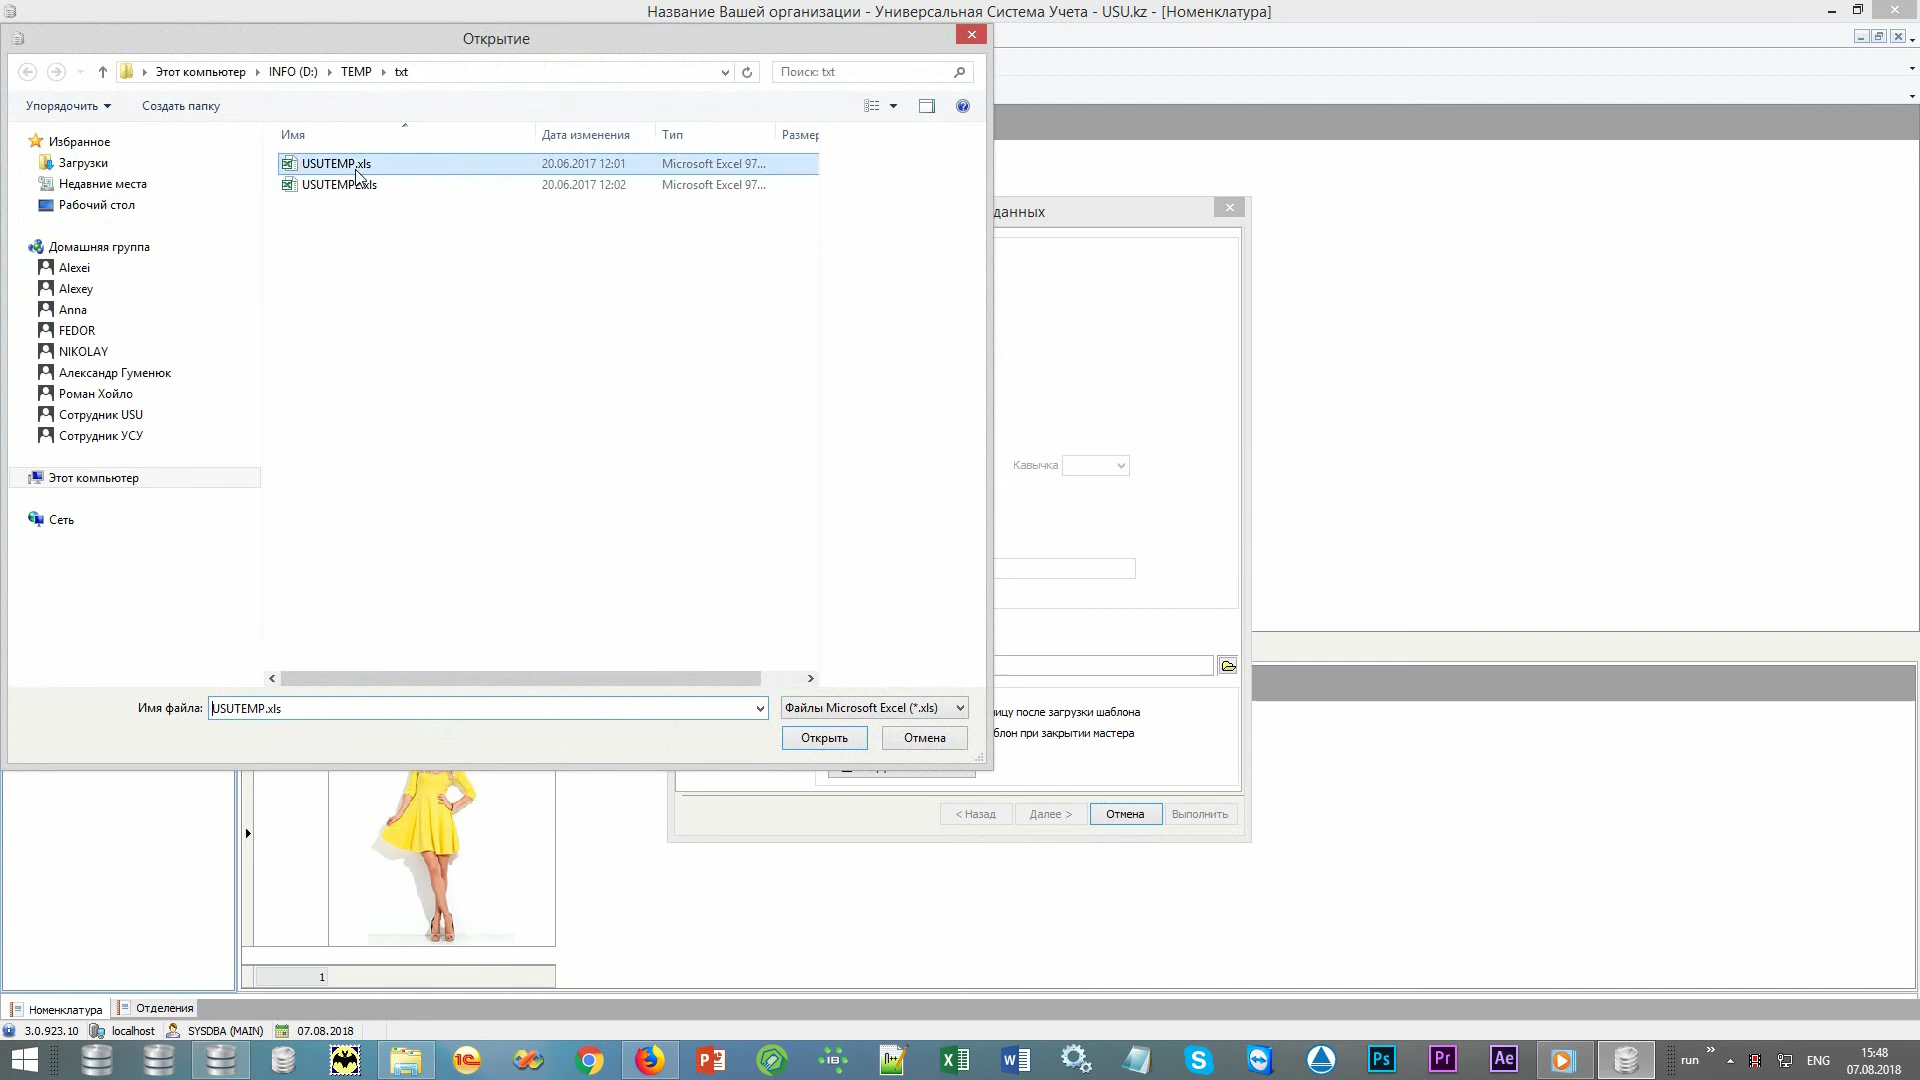 Название Вашей организации - Универсальная Система Учета - USU.kz - [Номенклатура]
Открытие
Этот компьютер
INFO (D:)
TEMP
txt
Поиск: txt
Упорядочить
Создать папку
Имя
Дата изменения
Тип
Размер
Избранное
USUTEMP.xls
20.06.2017 12:01
Microsoft Excel 97...
Загрузки
20.06.2017 12:02
Microsoft Excel 97...
Недавние места
Рабочий стол
данных
Домашняя группа
Alexei
Alexey
Anna
FEDOR
NIKOLAY
Александр Гуменюк
Роман Хойло
Сотрудник USU
Сотрудник УСУ
Кавычка
Этот компьютер
Сеть
Имя файла:
USUTEMP.xls
Файлы Microsoft Excel (*.xls)
ицу после загрузки шаблона
Открыть
Отмена
блон при закрытии мастера
< Назад
Далее >
Отмена
Выполнить
1
Номенклатура
Отделения
3.0.923.10
localhost
SYSDBA (MAIN)
07.08.2018
run
ENG
15:48
07.08.2018